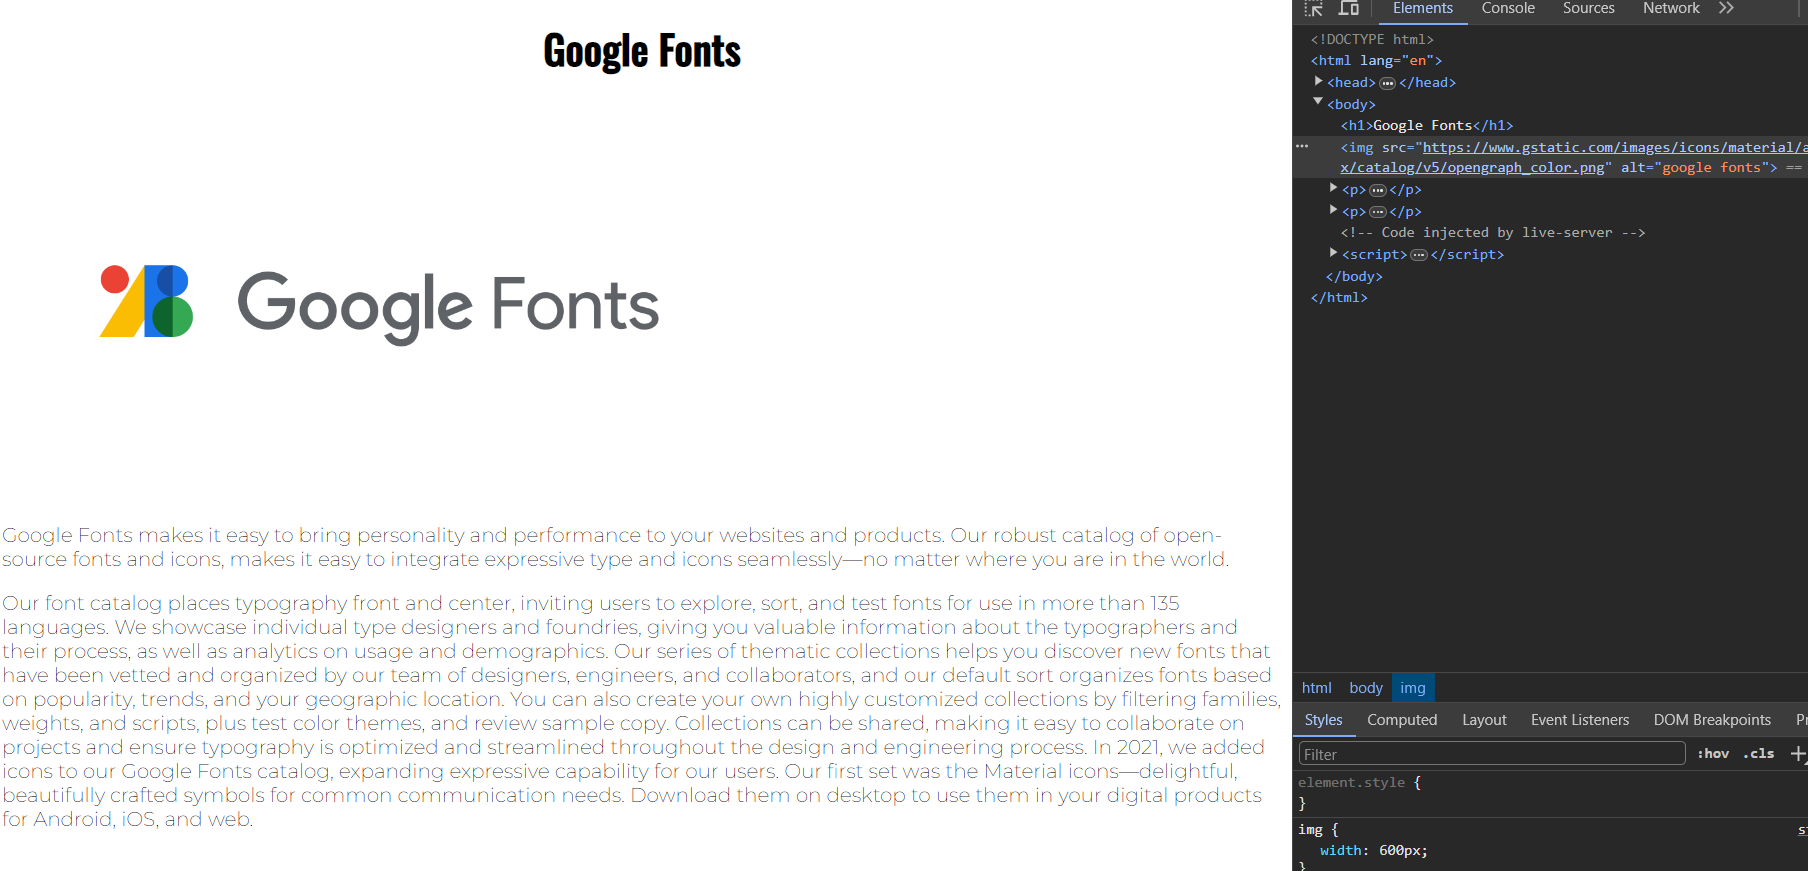 Google Fonts
Google Fonts
Google Fonts makes it easy to bring personality and performance to your websites and products. Our robust catalog of open-
source fonts and icons, makes it easy to integrate expressive type and icons seamlessly—no matter where you are in the world.
Our font catalog places typography front and center, inviting users to explore, sort, and test fonts for use in more than 135
languages. We showcase individual type designers and foundries, giving you valuable information about the typographers and
their process, as well as analytics on usage and demographics. Our series of thematic collections helps you discover new fonts that
have been vetted and organized by our team of designers, engineers, and collaborators, and our default sort organizes fonts based
on popularity, trends, and your geographic location. You can also create your own highly customized collections by filtering families,
weights, and scripts, plus test color themes, and review sample copy. Collections can be shared, making it easy to collaborate on
projects and ensure typography is optimized and streamlined throughout the design and engineering process. In 2021, we added
icons to our Google Fonts catalog, expanding expressive capability for our users. Our first set was the Material icons—delightful,
beautifully crafted symbols for common communication needs. Download them on desktop to use them in your digital products
for Android, iOS, and web.
Elements Console Sources Network
<!DOCTYPE html>
<html lang="en">
<head> ••• </head>
<body>
<h1>Google Fonts</h1>
<img src="https://www.gstatic.com/images/icons/material/a
x/catalog/v5/opengraph_color.png" alt="google fonts"> ==
<p> ••• </p>
<p> ••• </p>
<!-- Code injected by live-server -->
<script> ••• </script>
</body>
</html>
html body img
Styles Computed Layout Event Listeners DOM Breakpoints Pr
Filter :hov .cls +
element.style {
}
img { st
width: 600px;
}